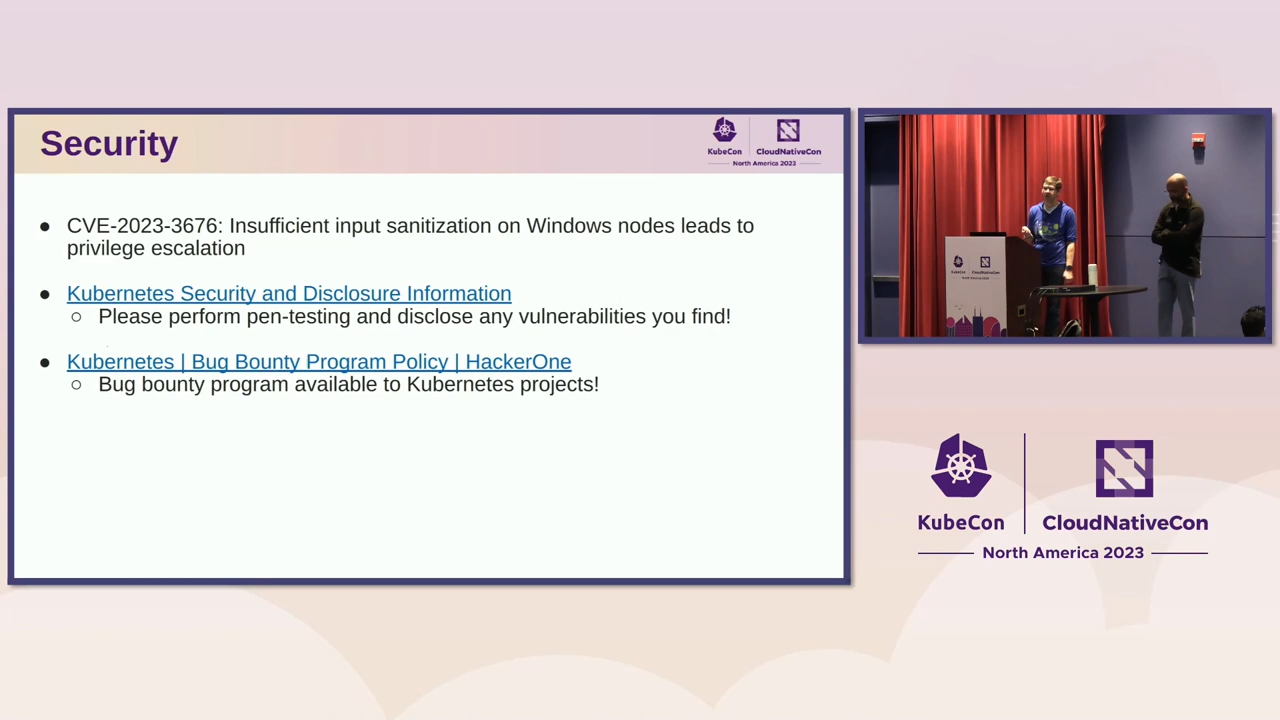 Security
KubeCon
CloudNativeCon
North America 2023
● CVE-2023-3676: Insufficient input sanitization on Windows nodes leads to
privilege escalation
● Kubernetes Security and Disclosure Information
○ Please perform pen-testing and disclose any vulnerabilities you find!
● Kubernetes | Bug Bounty Program Policy | HackerOne
○ Bug bounty program available to Kubernetes projects!
KubeCon
CloudNativeCon
North America 2023